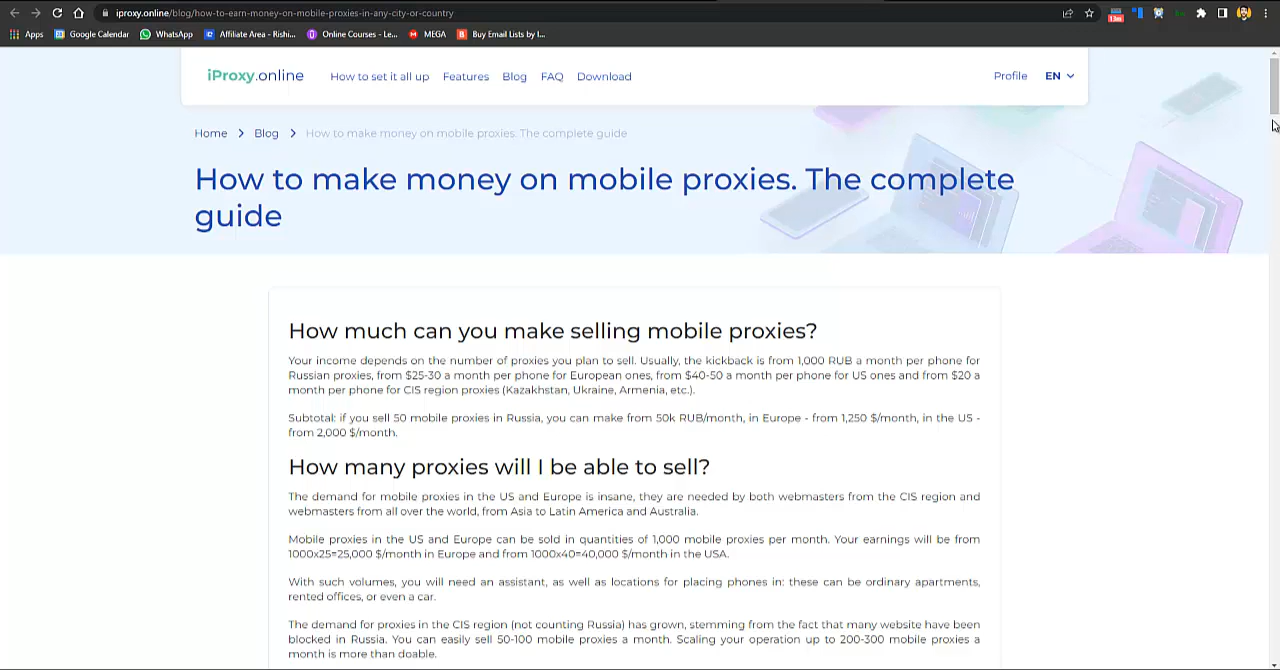 iproxy.online/blog/how-to-earn-money-on-mobile-proxies-in-any-city-or-country
Apps Google Calendar WhatsApp Affiliate Area - Rishi... Online Courses - Le... MEGA Buy Email Lists by I...
iProxy.online How to set it all up Features Blog FAQ Download Profile EN
Home Blog How to make money on mobile proxies. The complete guide
How to make money on mobile proxies. The complete
guide
How much can you make selling mobile proxies?
Your income depends on the number of proxies you plan to sell. Usually, the kickback is from 1,000 RUB a month per phone for
Russian proxies, from $25-30 a month per phone for European ones, from $40-50 a month per phone for US ones and from $20 a
month per phone for CIS region proxies (Kazakhstan, Ukraine, Armenia, etc.).
Subtotal: if you sell 50 mobile proxies in Russia, you can make from 50k RUB/month, in Europe - from 1,250 $/month, in the US -
from 2,000 $/month.
How many proxies will I be able to sell?
The demand for mobile proxies in the US and Europe is insane, they are needed by both webmasters from the CIS region and
webmasters from all over the world, from Asia to Latin America and Australia.
Mobile proxies in the US and Europe can be sold in quantities of 1,000 mobile proxies per month. Your earnings will be from
1000x25=25,000 $/month in Europe and from 1000x40=40,000 $/month in the USA.
With such volumes, you will need an assistant, as well as locations for placing phones in: these can be ordinary apartments,
rented offices, or even a car.
The demand for proxies in the CIS region (not counting Russia) has grown, stemming from the fact that many website have been
blocked in Russia. You can easily sell 50-100 mobile proxies a month. Scaling your operation up to 200-300 mobile proxies a
month is more than doable.